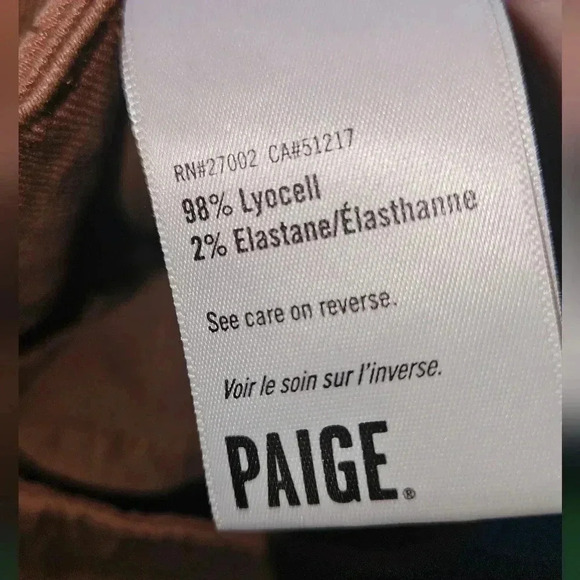 RN#27002 CA#51217
98% Lyocell
2% Elastane/Élasthanne
See care on reverse.
Voir le soin sur l'inverse.
PAIGE®